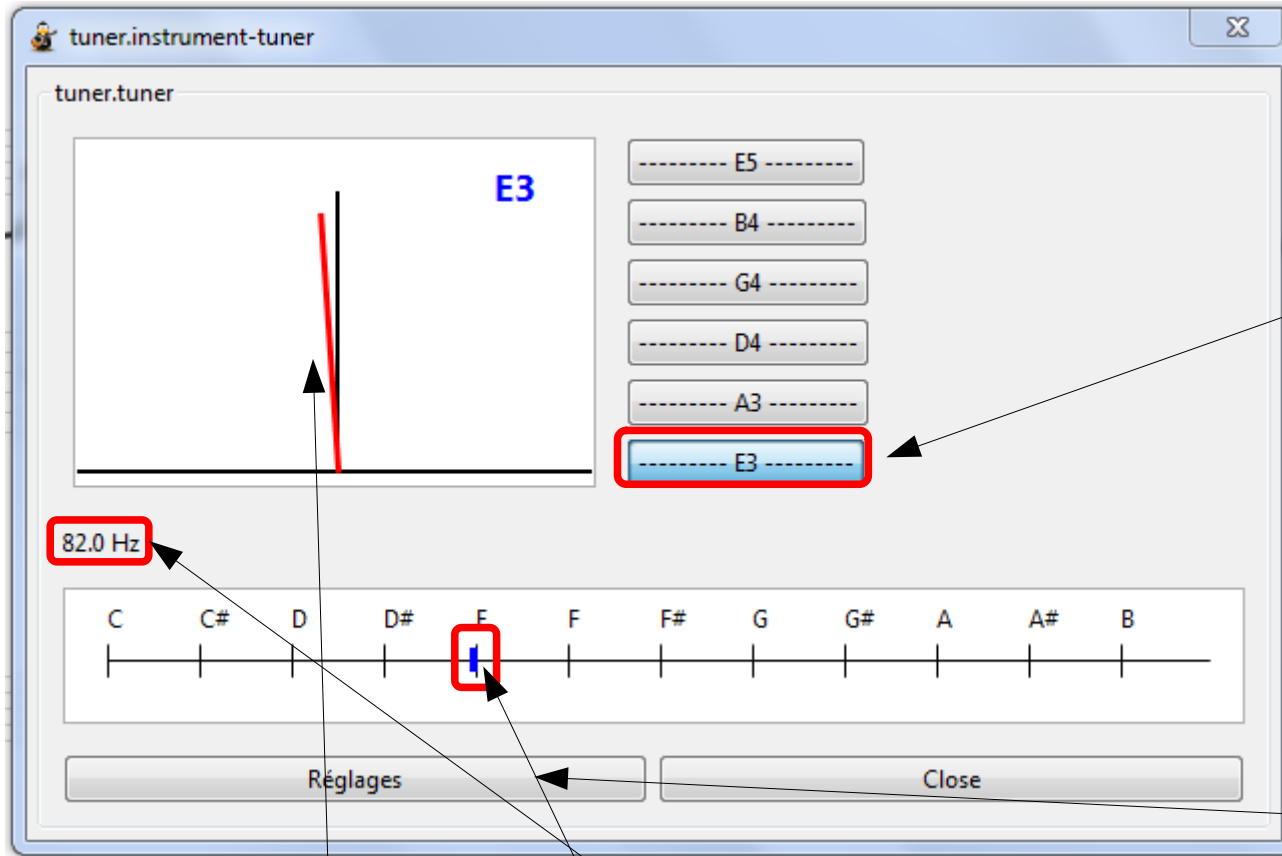 tuner.instrument-tuner
tuner.tuner
E3
--------- E5 ---------
--------- B4 ---------
--------- G4 ---------
--------- D4 ---------
--------- A3 ---------
--------- E3 ---------
82.0 Hz
C C# D D# E F F# G G# A A# B
Réglages Close